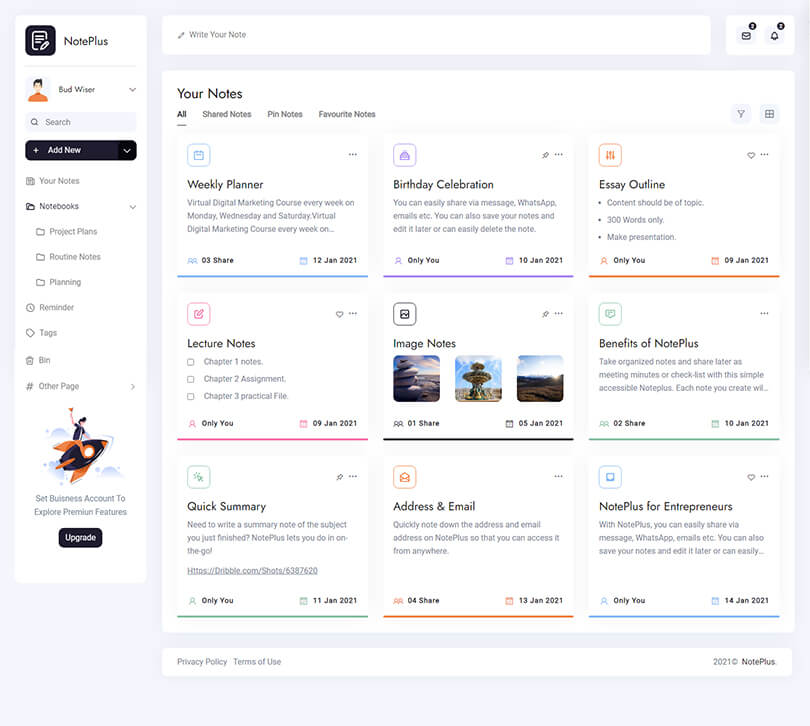 NotePlus
Bud Wiser
Search
+ Add New
Your Notes
Notebooks
Project Plans
Routine Notes
Planning
Reminder
Tags
Bin
# Other Page
Set Buisness Account To
Explore Premiun Features
Upgrade
Write Your Note
2
2
Your Notes
All Shared Notes Pin Notes Favourite Notes
Weekly Planner
Virtual Digital Marketing Course every week on
Monday, Wednesday and Saturday.Virtual
Digital Marketing Course every week on...
03 Share 12 Jan 2021
Birthday Celebration
You can easily share via message, WhatsApp,
emails etc. You can also save your notes and
edit it later or can easily delete the note.
Only You 10 Jan 2021
Essay Outline
• Content should be of topic.
• 300 Words only.
• Make presentation.
Only You 09 Jan 2021
Lecture Notes
Chapter 1 notes.
Chapter 2 Assignment.
Chapter 3 practical File.
Only You 09 Jan 2021
Image Notes
01 Share 05 Jan 2021
Benefits of NotePlus
Take organized notes and share later as
meeting minutes or check-list with this simple
accessible Noteplus. Each note you create wil...
02 Share 10 Jan 2021
Quick Summary
Need to write a summary note of the subject
you just finished? NotePlus lets you do in on-
the-go!
Https://Dribble.com/Shots/6387620
Only You 11 Jan 2021
Address & Email
Quickly note down the address and email
address on NotePlus so that you can access it
from anywhere.
04 Share 13 Jan 2021
NotePlus for Entrepreneurs
With NotePlus, you can easily share via
message, WhatsApp, emails etc. You can also
save your notes and edit it later or can easily...
Only You 14 Jan 2021
Privacy Policy Terms of Use
2021© NotePlus.